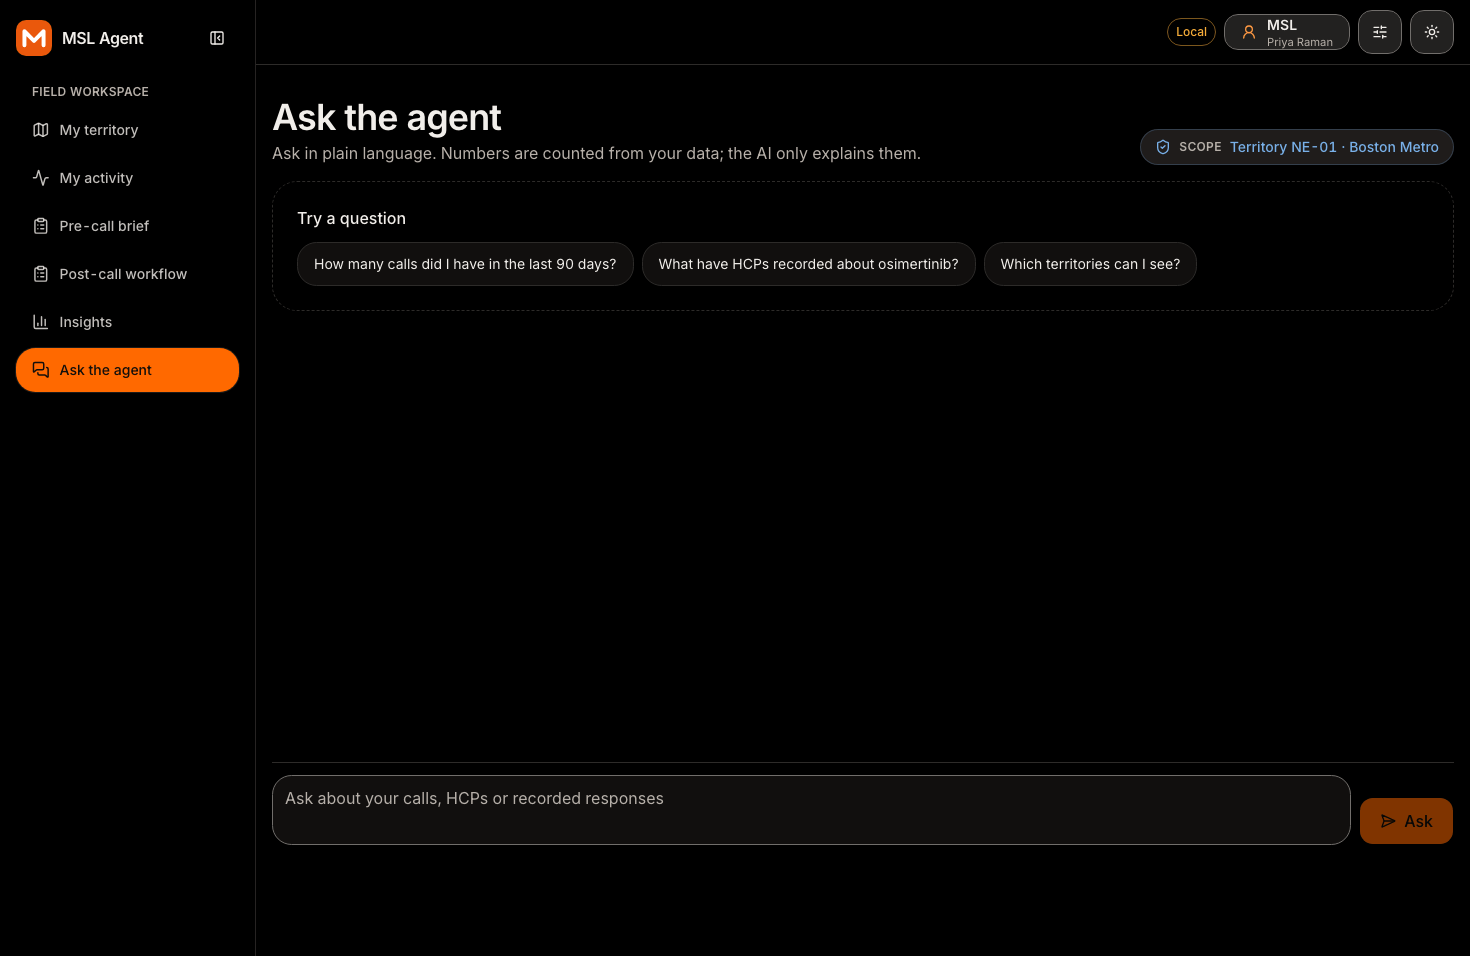 MSL Agent
FIELD WORKSPACE
My territory
My activity
Pre-call brief
Post-call workflow
Insights
Ask the agent
Local
MSL
Priya Raman
Ask the agent
Ask in plain language. Numbers are counted from your data; the AI only explains them.
SCOPE Territory NE-01 · Boston Metro
Try a question
How many calls did I have in the last 90 days?
What have HCPs recorded about osimertinib?
Which territories can I see?
Ask about your calls, HCPs or recorded responses
Ask